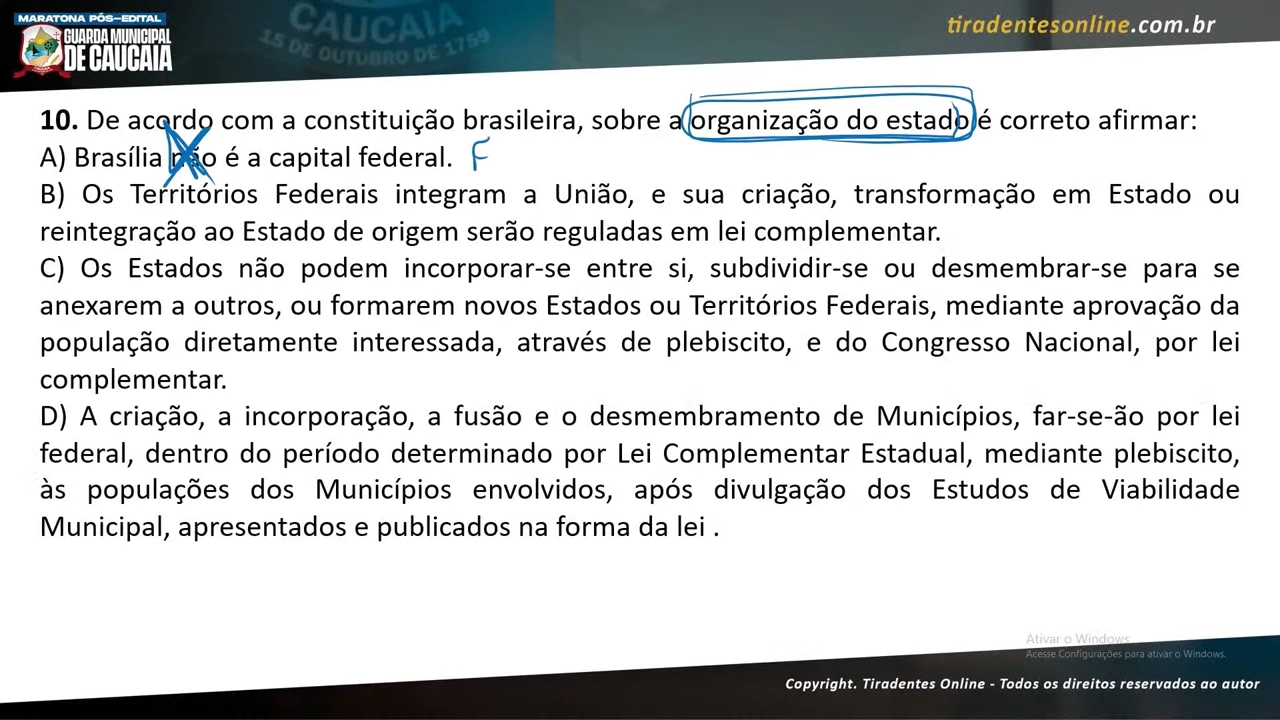 MARATONA PÓS-EDITAL
GUARDA MUNICIPAL
DE CAUCAIA
CAUCAIA
15 DE OUTUBRO DE 1759
tiradentesonline.com.br
10. De acordo com a constituição brasileira, sobre a organização do estado é correto afirmar:
A) Brasília não é a capital federal. F
B) Os Territórios Federais integram a União, e sua criação, transformação em Estado ou
reintegração ao Estado de origem serão reguladas em lei complementar.
C) Os Estados não podem incorporar-se entre si, subdividir-se ou desmembrar-se para se
anexarem a outros, ou formarem novos Estados ou Territórios Federais, mediante aprovação da
população diretamente interessada, através de plebiscito, e do Congresso Nacional, por lei
complementar.
D) A criação, a incorporação, a fusão e o desmembramento de Municípios, far-se-ão por lei
federal, dentro do período determinado por Lei Complementar Estadual, mediante plebiscito,
às populações dos Municípios envolvidos, após divulgação dos Estudos de Viabilidade
Municipal, apresentados e publicados na forma da lei .
Ativar o Windows
Acesse Configurações para ativar o Windows.
Copyright. Tiradentes Online - Todos os direitos reservados ao autor